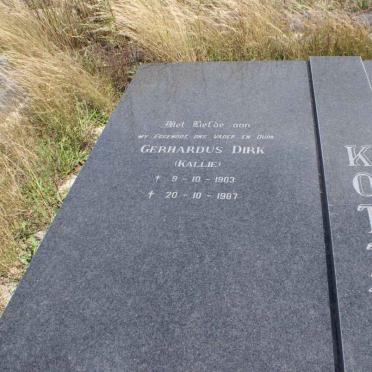 Met Liefde aan
MY EGGENOOT, ONS VADER EN OUPA
GERHARDUS DIRK
(KALLIE)
† 9 - 10 - 1903
† 20 - 10 - 1987
K
O